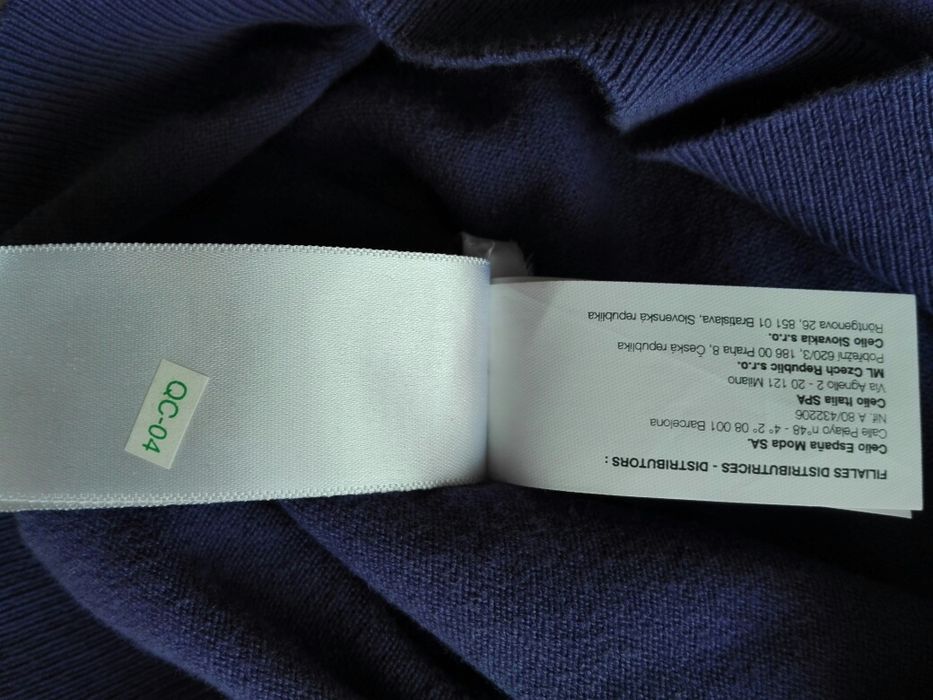 FILIALES DISTRIBUTRICES - DISTRIBUTORS :
Celio España Moda SA.
Calle Pelayo n°48 - 4° 2ª 08 001 Barcelona
Nif. A 80/432206
Celio Italia SPA
Via Agnello 2 - 20 121 Milano
ML Czech Republic s.r.o.
Pobřežní 620/3, 186 00 Praha 8, Česká republika
Celio Slovakia s.r.o.
Röntgenova 26, 851 01 Bratislava, Slovenská republika
QC-04